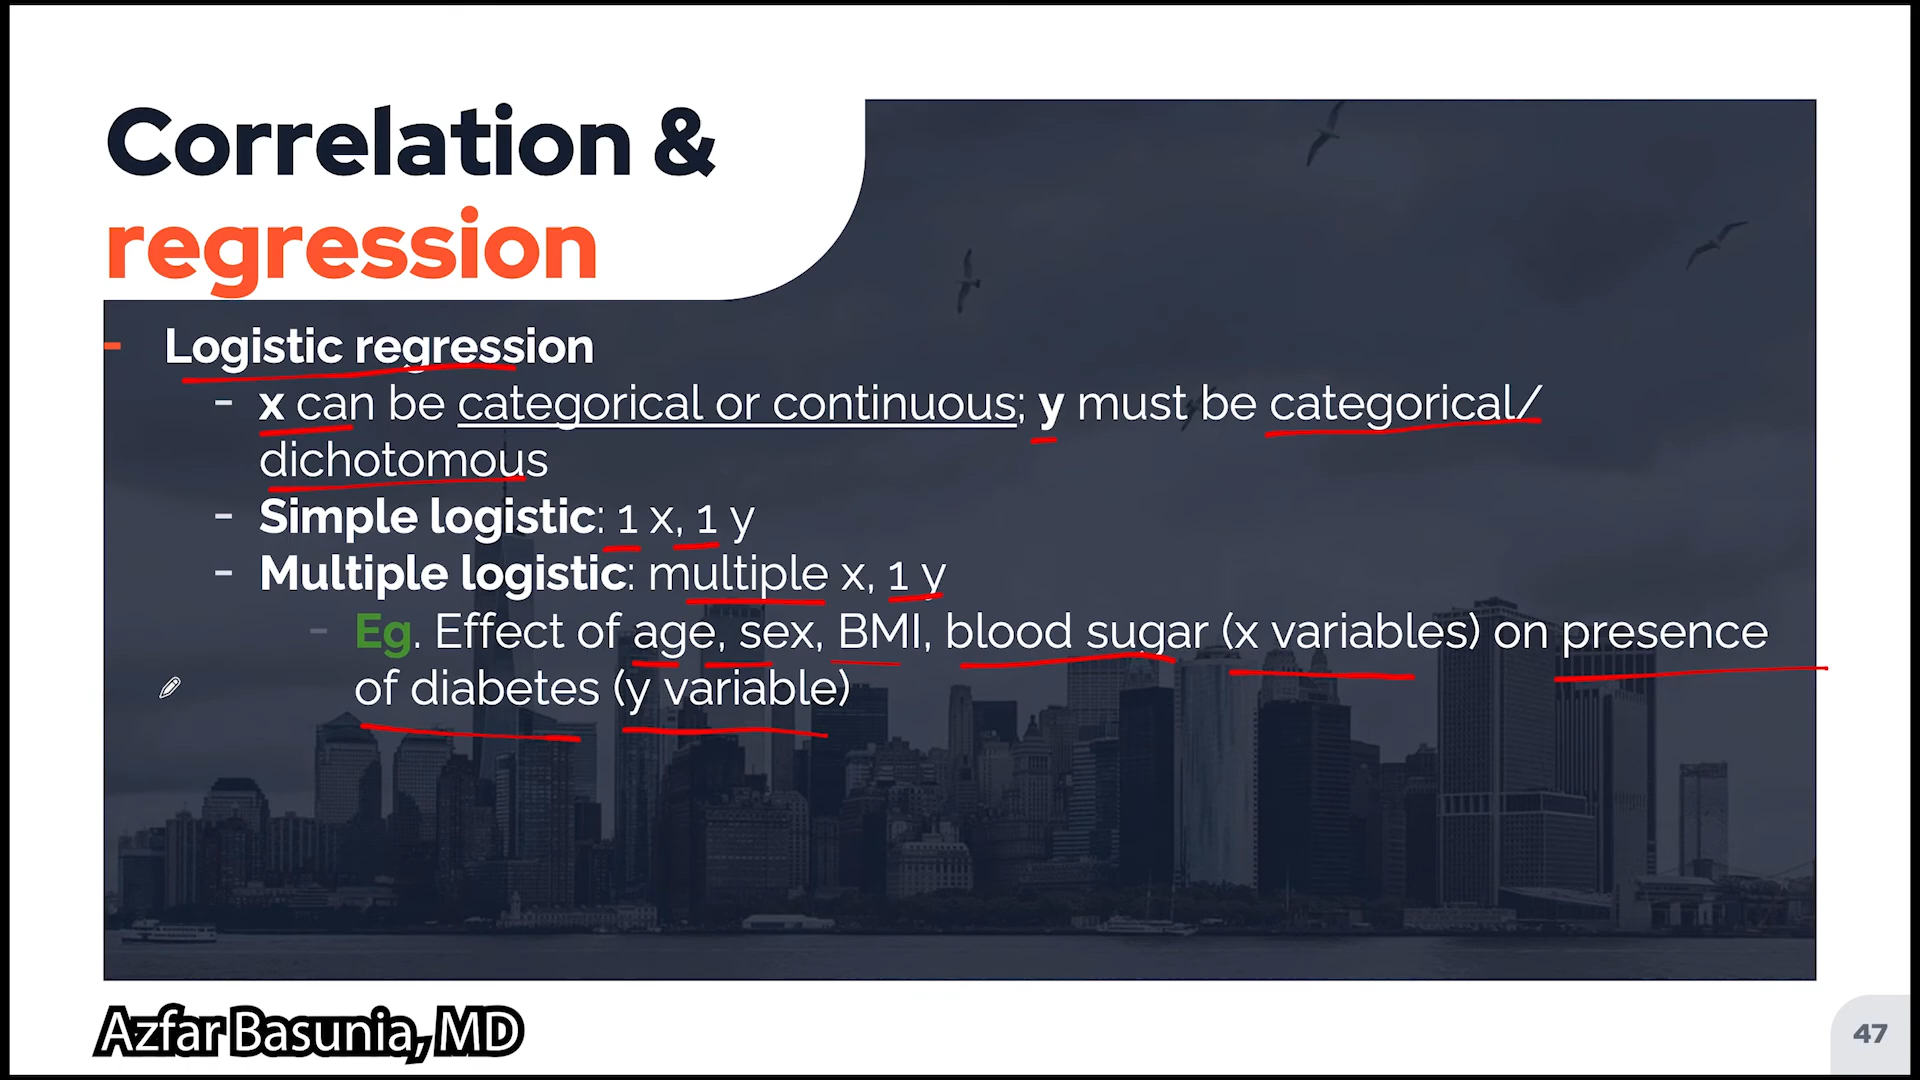 Correlation &
regression
- Logistic regression
- x can be categorical or continuous; y must be categorical/
dichotomous
- Simple logistic: 1 x, 1 y
- Multiple logistic: multiple x, 1 y
- Eg. Effect of age, sex, BMI, blood sugar (x variables) on presence
of diabetes (y variable)
Azfar Basunia, MD
47